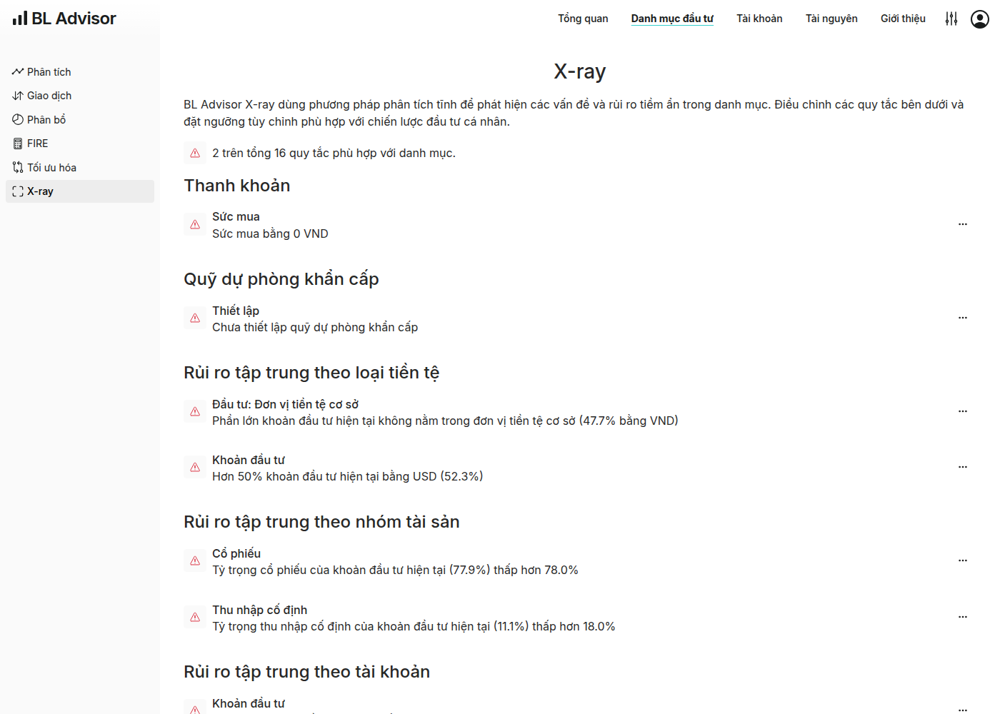 BL Advisor
Tổng quan
Danh mục đầu tư
Tài khoản
Tài nguyên
Giới thiệu
Phân tích
Giao dịch
Phân bổ
FIRE
Tối ưu hóa
X-ray
X-ray
BL Advisor X-ray dùng phương pháp phân tích tĩnh để phát hiện các vấn đề và rủi ro tiềm ẩn trong danh mục. Điều chỉnh các quy tắc bên dưới và
đặt ngưỡng tùy chỉnh phù hợp với chiến lược đầu tư cá nhân.
2 trên tổng 16 quy tắc phù hợp với danh mục.
Thanh khoản
Sức mua
Sức mua bằng 0 VND
Quỹ dự phòng khẩn cấp
Thiết lập
Chưa thiết lập quỹ dự phòng khẩn cấp
Rủi ro tập trung theo loại tiền tệ
Đầu tư: Đơn vị tiền tệ cơ sở
Phần lớn khoản đầu tư hiện tại không nằm trong đơn vị tiền tệ cơ sở (47.7% bằng VND)
Khoản đầu tư
Hơn 50% khoản đầu tư hiện tại bằng USD (52.3%)
Rủi ro tập trung theo nhóm tài sản
Cổ phiếu
Tỷ trọng cổ phiếu của khoản đầu tư hiện tại (77.9%) thấp hơn 78.0%
Thu nhập cố định
Tỷ trọng thu nhập cố định của khoản đầu tư hiện tại (11.1%) thấp hơn 18.0%
Rủi ro tập trung theo tài khoản
Khoản đầu tư